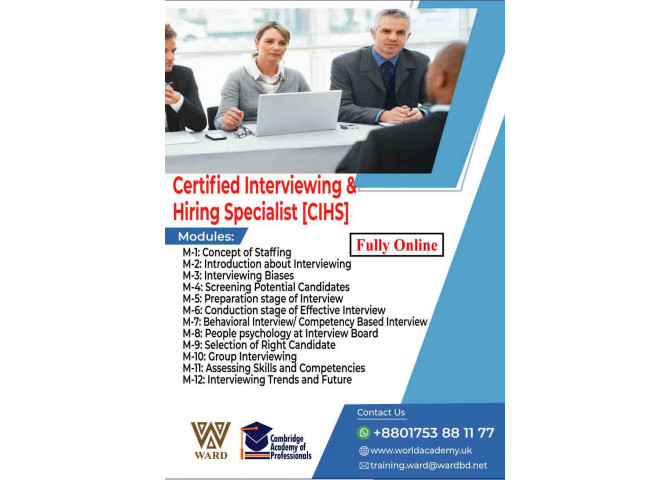 Certified Interviewing &
Hiring Specialist [CIHS]
Modules:
Fully Online
M-1: Concept of Staffing
M-2: Introduction about Interviewing
M-3: Interviewing Biases
M-4: Screening Potential Candidates
M-5: Preparation stage of Interview
M-6: Conduction stage of Effective Interview
M-7: Behavioral Interview/ Competency Based Interview
M-8: People psychology at Interview Board
M-9: Selection of Right Candidate
M-10: Group Interviewing
M-11: Assessing Skills and Competencies
M-12: Interviewing Trends and Future
WARD
Cambridge
Academy of
Professionals
Contact Us
+8801753 88 11 77
www.worldacademy.uk
training.ward@wardbd.net